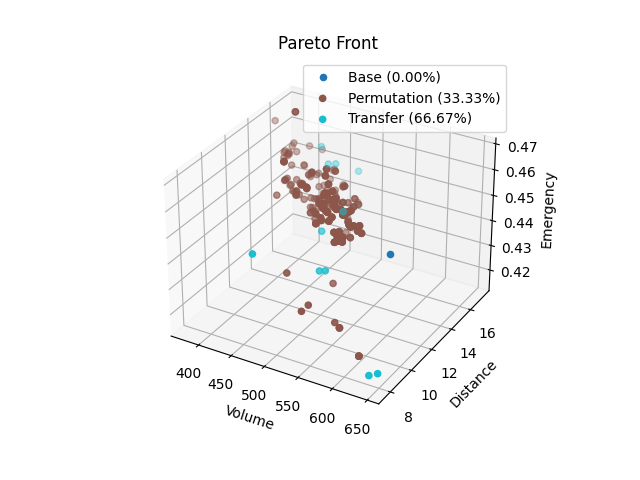 Pareto Front
Base (0.00%)
Permutation (33.33%)
Transfer (66.67%)
0.47
0.46
0.45
0.44
0.43
0.42
Emergency
16
14
12
10
8
Distance
400
450
500
550
600
650
Volume